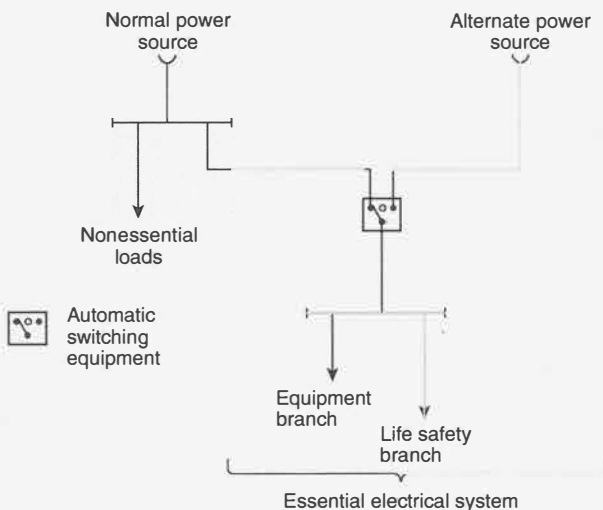 Normal power
source
Alternate power
source
Nonessential
loads
Automatic
switching
equipment
Equipment
branch
Life safety
branch
Essential electrical system